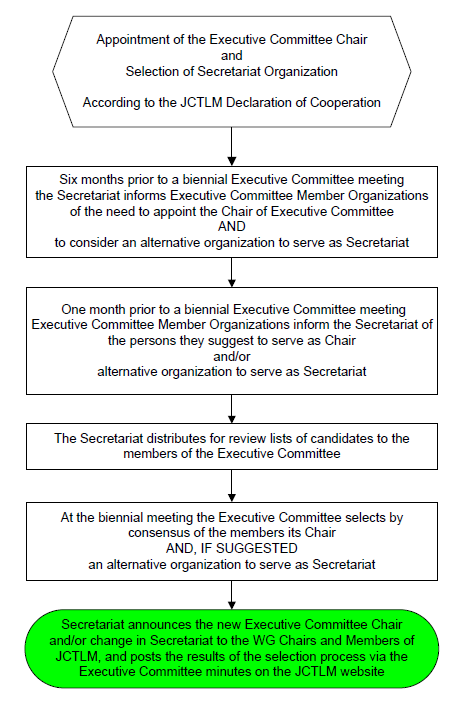 Appointment of the Executive Committee Chair
and
Selection of Secretariat Organization
According to the JCTLM Declaration of Cooperation
Six months prior to a biennial Executive Committee meeting
the Secretariat informs Executive Committee Member Organizations
of the need to appoint the Chair of Executive Committee
AND
to consider an alternative organization to serve as Secretariat
One month prior to a biennial Executive Committee meeting
Executive Committee Member Organizations inform the Secretariat of
the persons they suggest to serve as Chair
and/or
alternative organization to serve as Secretariat
The Secretariat distributes for review lists of candidates to the
members of the Executive Committee
At the biennial meeting the Executive Committee selects by
consensus of the members its Chair
AND, IF SUGGESTED
an alternative organization to serve as Secretariat
Secretariat announces the new Executive Committee Chair
and/or change in Secretariat to the WG Chairs and Members of
JCTLM, and posts the results of the selection process via the
Executive Committee minutes on the JCTLM website